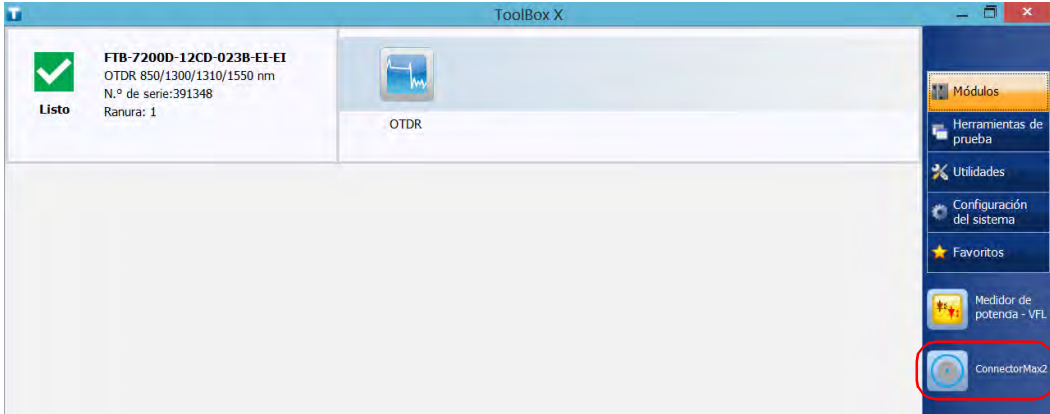 T
ToolBox X
Listo
FTB-7200D-12CD-023B-EI-EI
OTDR 850/1300/1310/1550 nm
N.º de serie:391348
Ranura: 1
OTDR
Módulos
Herramientas de
prueba
Utilidades
Configuración
del sistema
Favoritos
Medidor de
potencia - VFL
ConnectorMax2